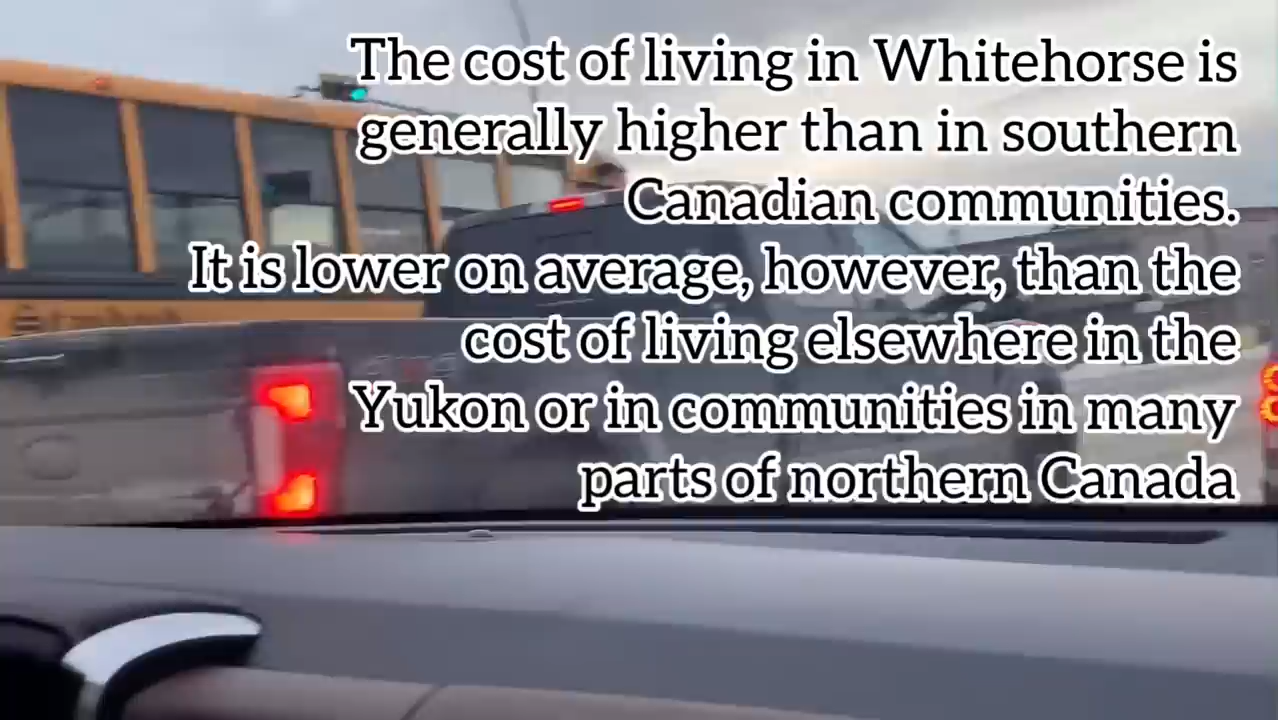 The cost of living in Whitehorse is
generally higher than in southern
Canadian communities.
It is lower on average, however, than the
cost of living elsewhere in the
Yukon or in communities in many
parts of northern Canada